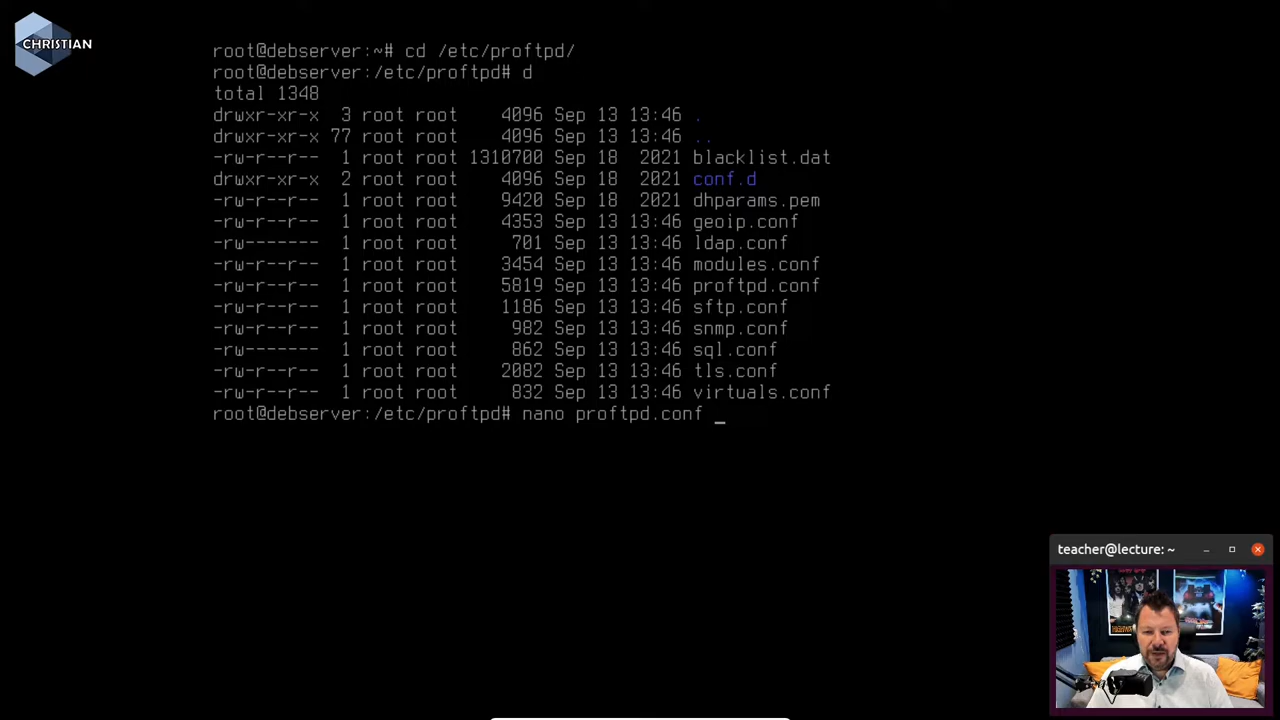 CHRISTIAN
root@debserver:~# cd /etc/proftpd/
root@debserver:/etc/proftpd# d
total 1348
drwxr-xr-x  3 root root    4096 Sep 13 13:46 .
drwxr-xr-x 77 root root    4096 Sep 13 13:46 ..
-rw-r--r--  1 root root 1310700 Sep 18  2021 blacklist.dat
drwxr-xr-x  2 root root    4096 Sep 18  2021 conf.d
-rw-r--r--  1 root root    9420 Sep 18  2021 dhparams.pem
-rw-r--r--  1 root root    4353 Sep 13 13:46 geoip.conf
-rw-------  1 root root     701 Sep 13 13:46 ldap.conf
-rw-r--r--  1 root root    3454 Sep 13 13:46 modules.conf
-rw-r--r--  1 root root    5819 Sep 13 13:46 proftpd.conf
-rw-r--r--  1 root root    1186 Sep 13 13:46 sftp.conf
-rw-r--r--  1 root root     982 Sep 13 13:46 snmp.conf
-rw-------  1 root root     862 Sep 13 13:46 sql.conf
-rw-r--r--  1 root root    2082 Sep 13 13:46 tls.conf
-rw-r--r--  1 root root     832 Sep 13 13:46 virtuals.conf
root@debserver:/etc/proftpd# nano proftpd.conf _
teacher@lecture: ~